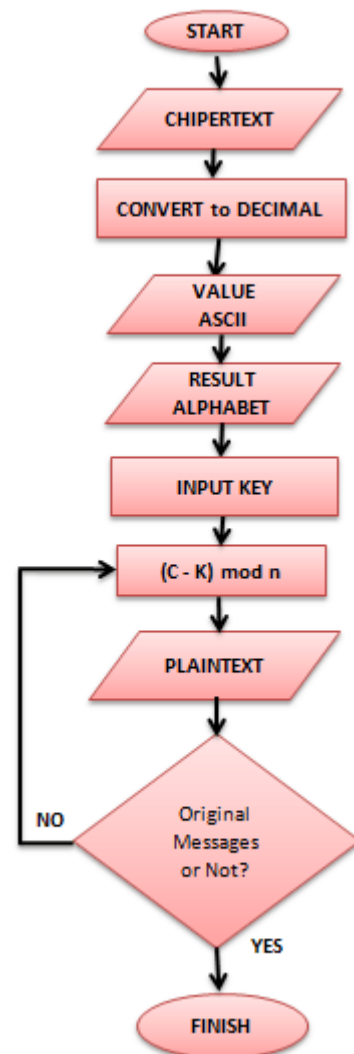 START
CHIPERTEXT
CONVERT to DECIMAL
VALUE
ASCII
RESULT
ALPHABET
INPUT KEY
(C - K) mod n
PLAINTEXT
Original
Messages
or Not?
NO
YES
FINISH